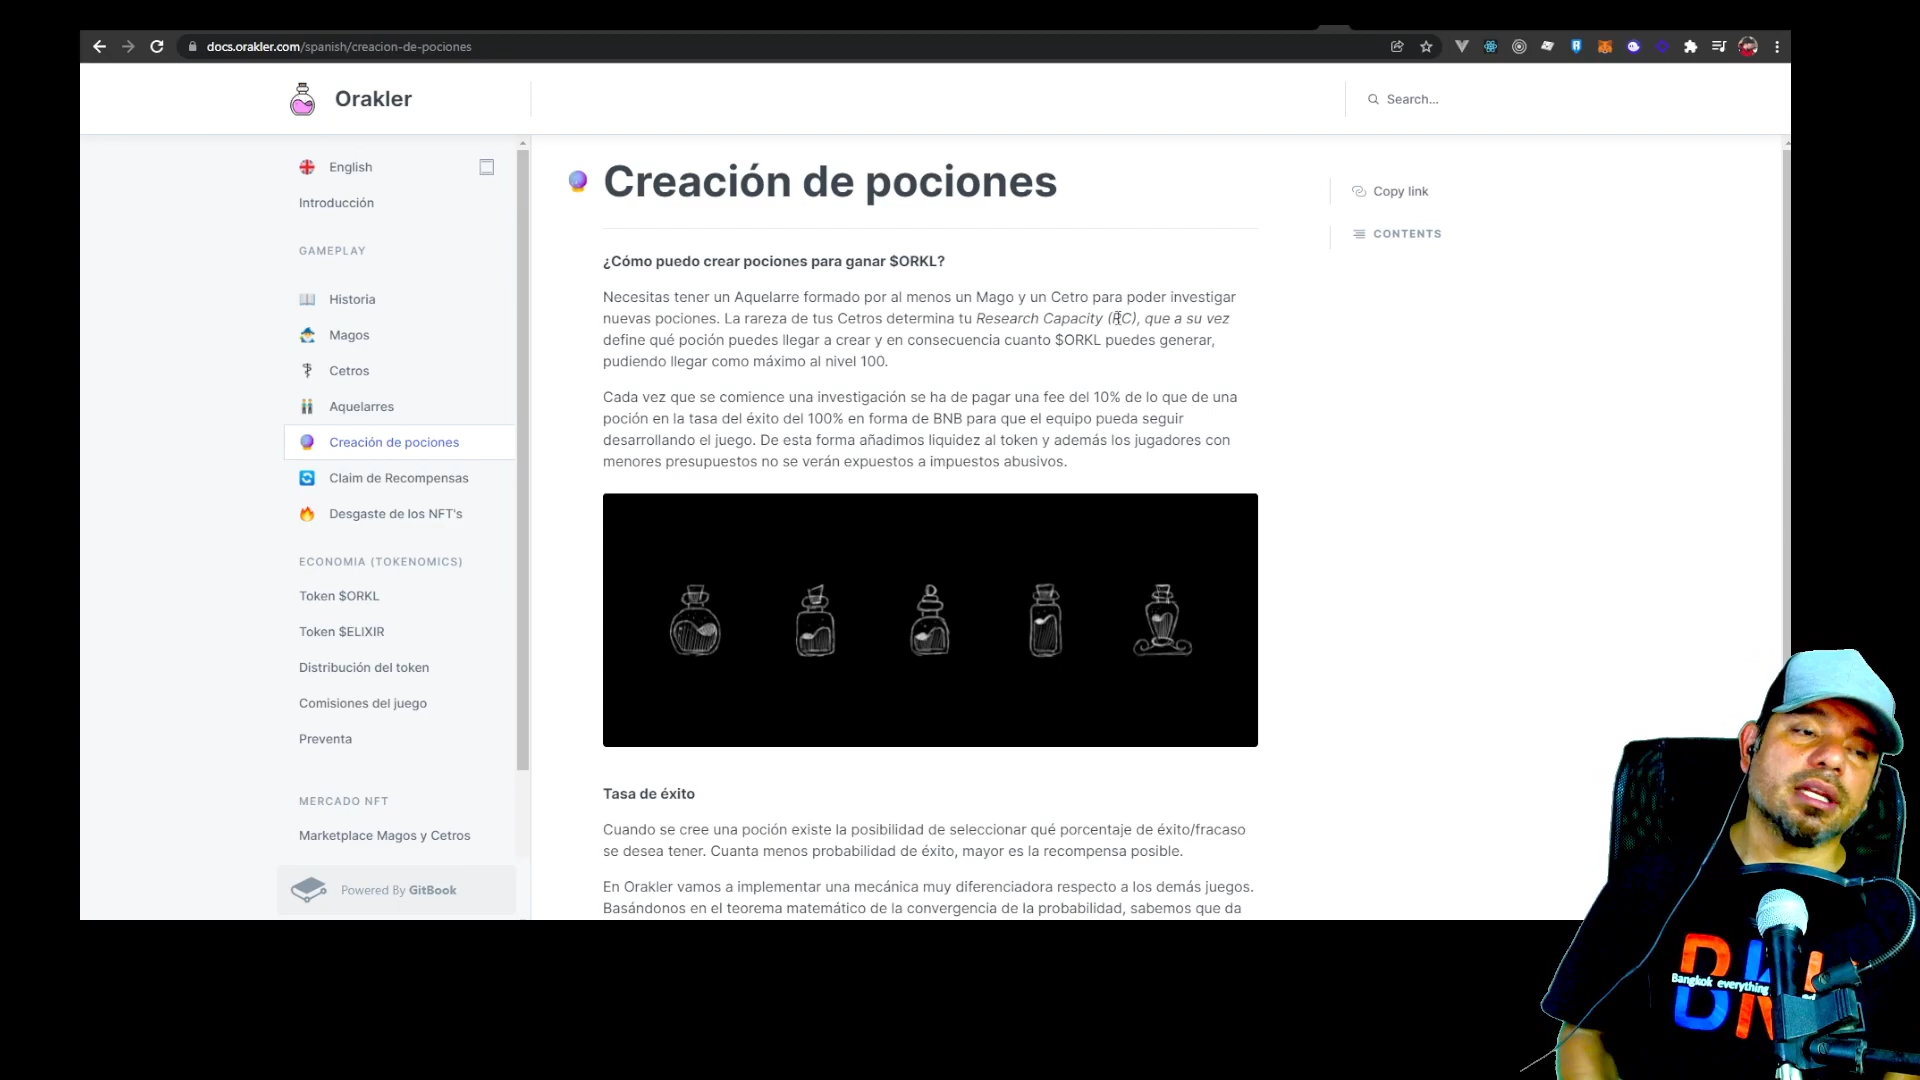 docs.orakler.com/spanish/creacion-de-pociones
Orakler
Search...
English
Introducción
GAMEPLAY
Historia
Magos
Cetros
Aquelarres
Creación de pociones
Claim de Recompensas
Desgaste de los NFT's
ECONOMIA (TOKENOMICS)
Token $ORKL
Token $ELIXIR
Distribución del token
Comisiones del juego
Preventa
MERCADO NFT
Marketplace Magos y Cetros
Powered By GitBook
Creación de pociones
¿Cómo puedo crear pociones para ganar $ORKL?
Necesitas tener un Aquelarre formado por al menos un Mago y un Cetro para poder investigar
nuevas pociones. La rareza de tus Cetros determina tu Research Capacity (RC), que a su vez
define qué poción puedes llegar a crear y en consecuencia cuanto $ORKL puedes generar,
pudiendo llegar como máximo al nivel 100.
Cada vez que se comience una investigación se ha de pagar una fee del 10% de lo que de una
poción en la tasa del éxito del 100% en forma de BNB para que el equipo pueda seguir
desarrollando el juego. De esta forma añadimos liquidez al token y además los jugadores con
menores presupuestos no se verán expuestos a impuestos abusivos.
Tasa de éxito
Cuando se cree una poción existe la posibilidad de seleccionar qué porcentaje de éxito/fracaso
se desea tener. Cuanta menos probabilidad de éxito, mayor es la recompensa posible.
En Orakler vamos a implementar una mecánica muy diferenciadora respecto a los demás juegos.
Basándonos en el teorema matemático de la convergencia de la probabilidad, sabemos que da
Copy link
CONTENTS
Bangkok everything